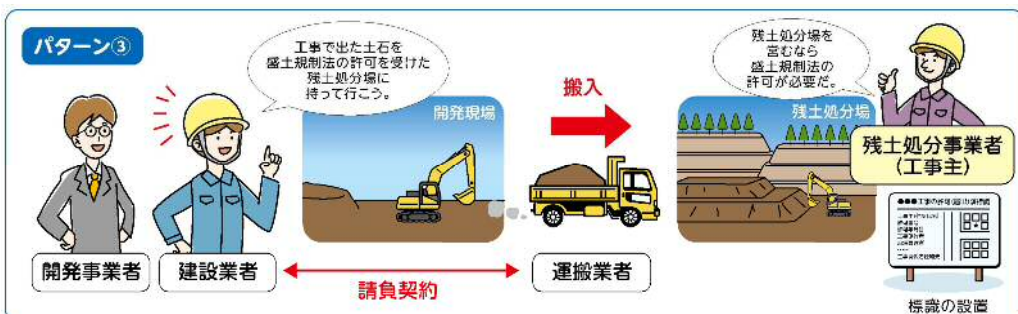 パターン③
工事で出た土石を
盛土規制法の許可を受けた
残土処分場に
持って行こう。
開発現場
搬入
残土処分場を
営むなら
盛土規制法の
許可が必要だ。
残土処分場
残土処分事業者
(工事主)
開発事業者
建設業者
請負契約
運搬業者
標識の設置